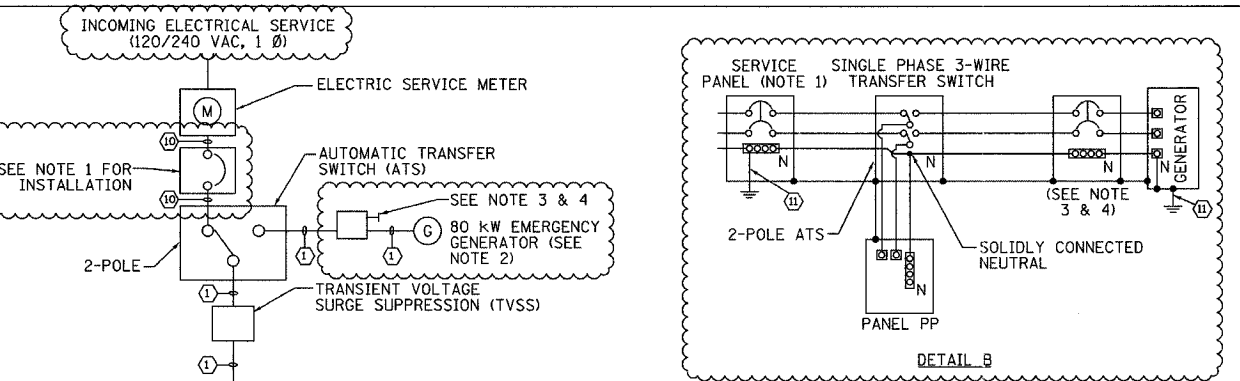 INCOMING ELECTRICAL SERVICE
(120/240 VAC, 1 Ø)
ELECTRIC SERVICE METER
M
10
SEE NOTE 1 FOR
INSTALLATION
10
AUTOMATIC TRANSFER
SWITCH (ATS)
SEE NOTE 3 & 4
G
80 kW EMERGENCY
GENERATOR (SEE
NOTE 2)
1
1
2-POLE
1
TRANSIENT VOLTAGE
SURGE SUPPRESSION (TVSS)
1
SERVICE
PANEL (NOTE 1)
SINGLE PHASE 3-WIRE
TRANSFER SWITCH
GENERATOR
N
N
N
N
11
(SEE NOTE
3 & 4)
11
2-POLE ATS
SOLIDLY CONNECTED
NEUTRAL
N
PANEL PP
DETAIL B